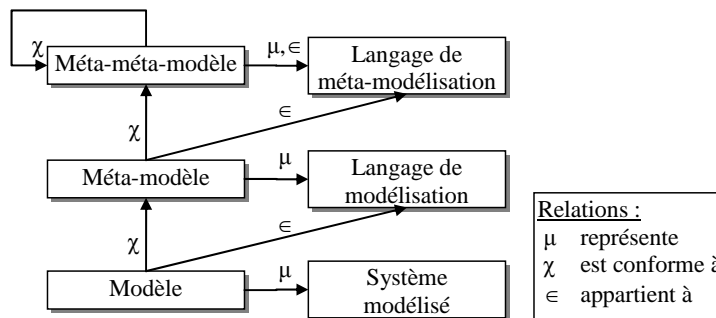 χ
Méta-méta-modèle
μ, ∈
Langage de
méta-modélisation
χ
∈
Méta-modèle
μ
Langage de
modélisation
χ
∈
Modèle
μ
Système
modélisé
Relations :
μ représente
χ est conforme à
∈ appartient à